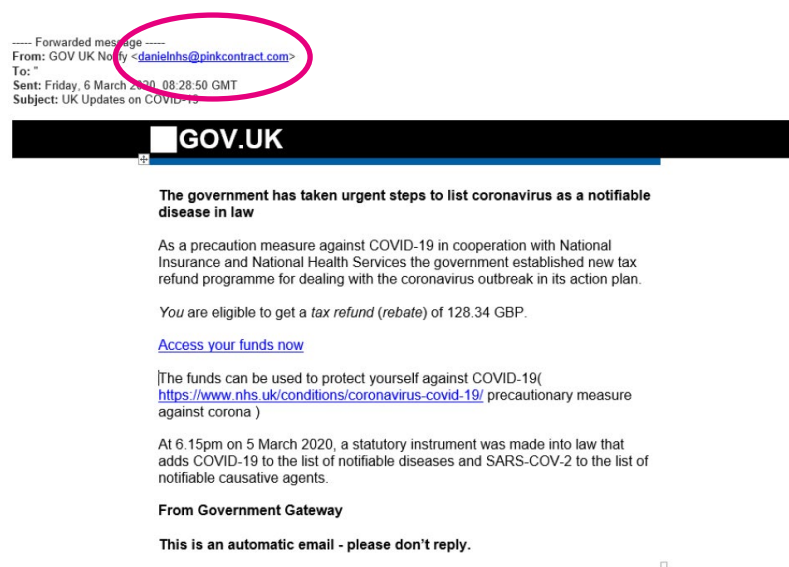 ----- Forwarded message -----
From: GOV UK Notify <danielnhs@pinkcontract.com>
To: "
Sent: Friday, 6 March 2020, 08:28:50 GMT
Subject: UK Updates on COVID-19
GOV.UK
The government has taken urgent steps to list coronavirus as a notifiable
disease in law
As a precaution measure against COVID-19 in cooperation with National
Insurance and National Health Services the government established new tax
refund programme for dealing with the coronavirus outbreak in its action plan.
You are eligible to get a tax refund (rebate) of 128.34 GBP.
Access your funds now
The funds can be used to protect yourself against COVID-19(
https://www.nhs.uk/conditions/coronavirus-covid-19/ precautionary measure
against corona )
At 6.15pm on 5 March 2020, a statutory instrument was made into law that
adds COVID-19 to the list of notifiable diseases and SARS-COV-2 to the list of
notifiable causative agents.
From Government Gateway
This is an automatic email - please don’t reply.